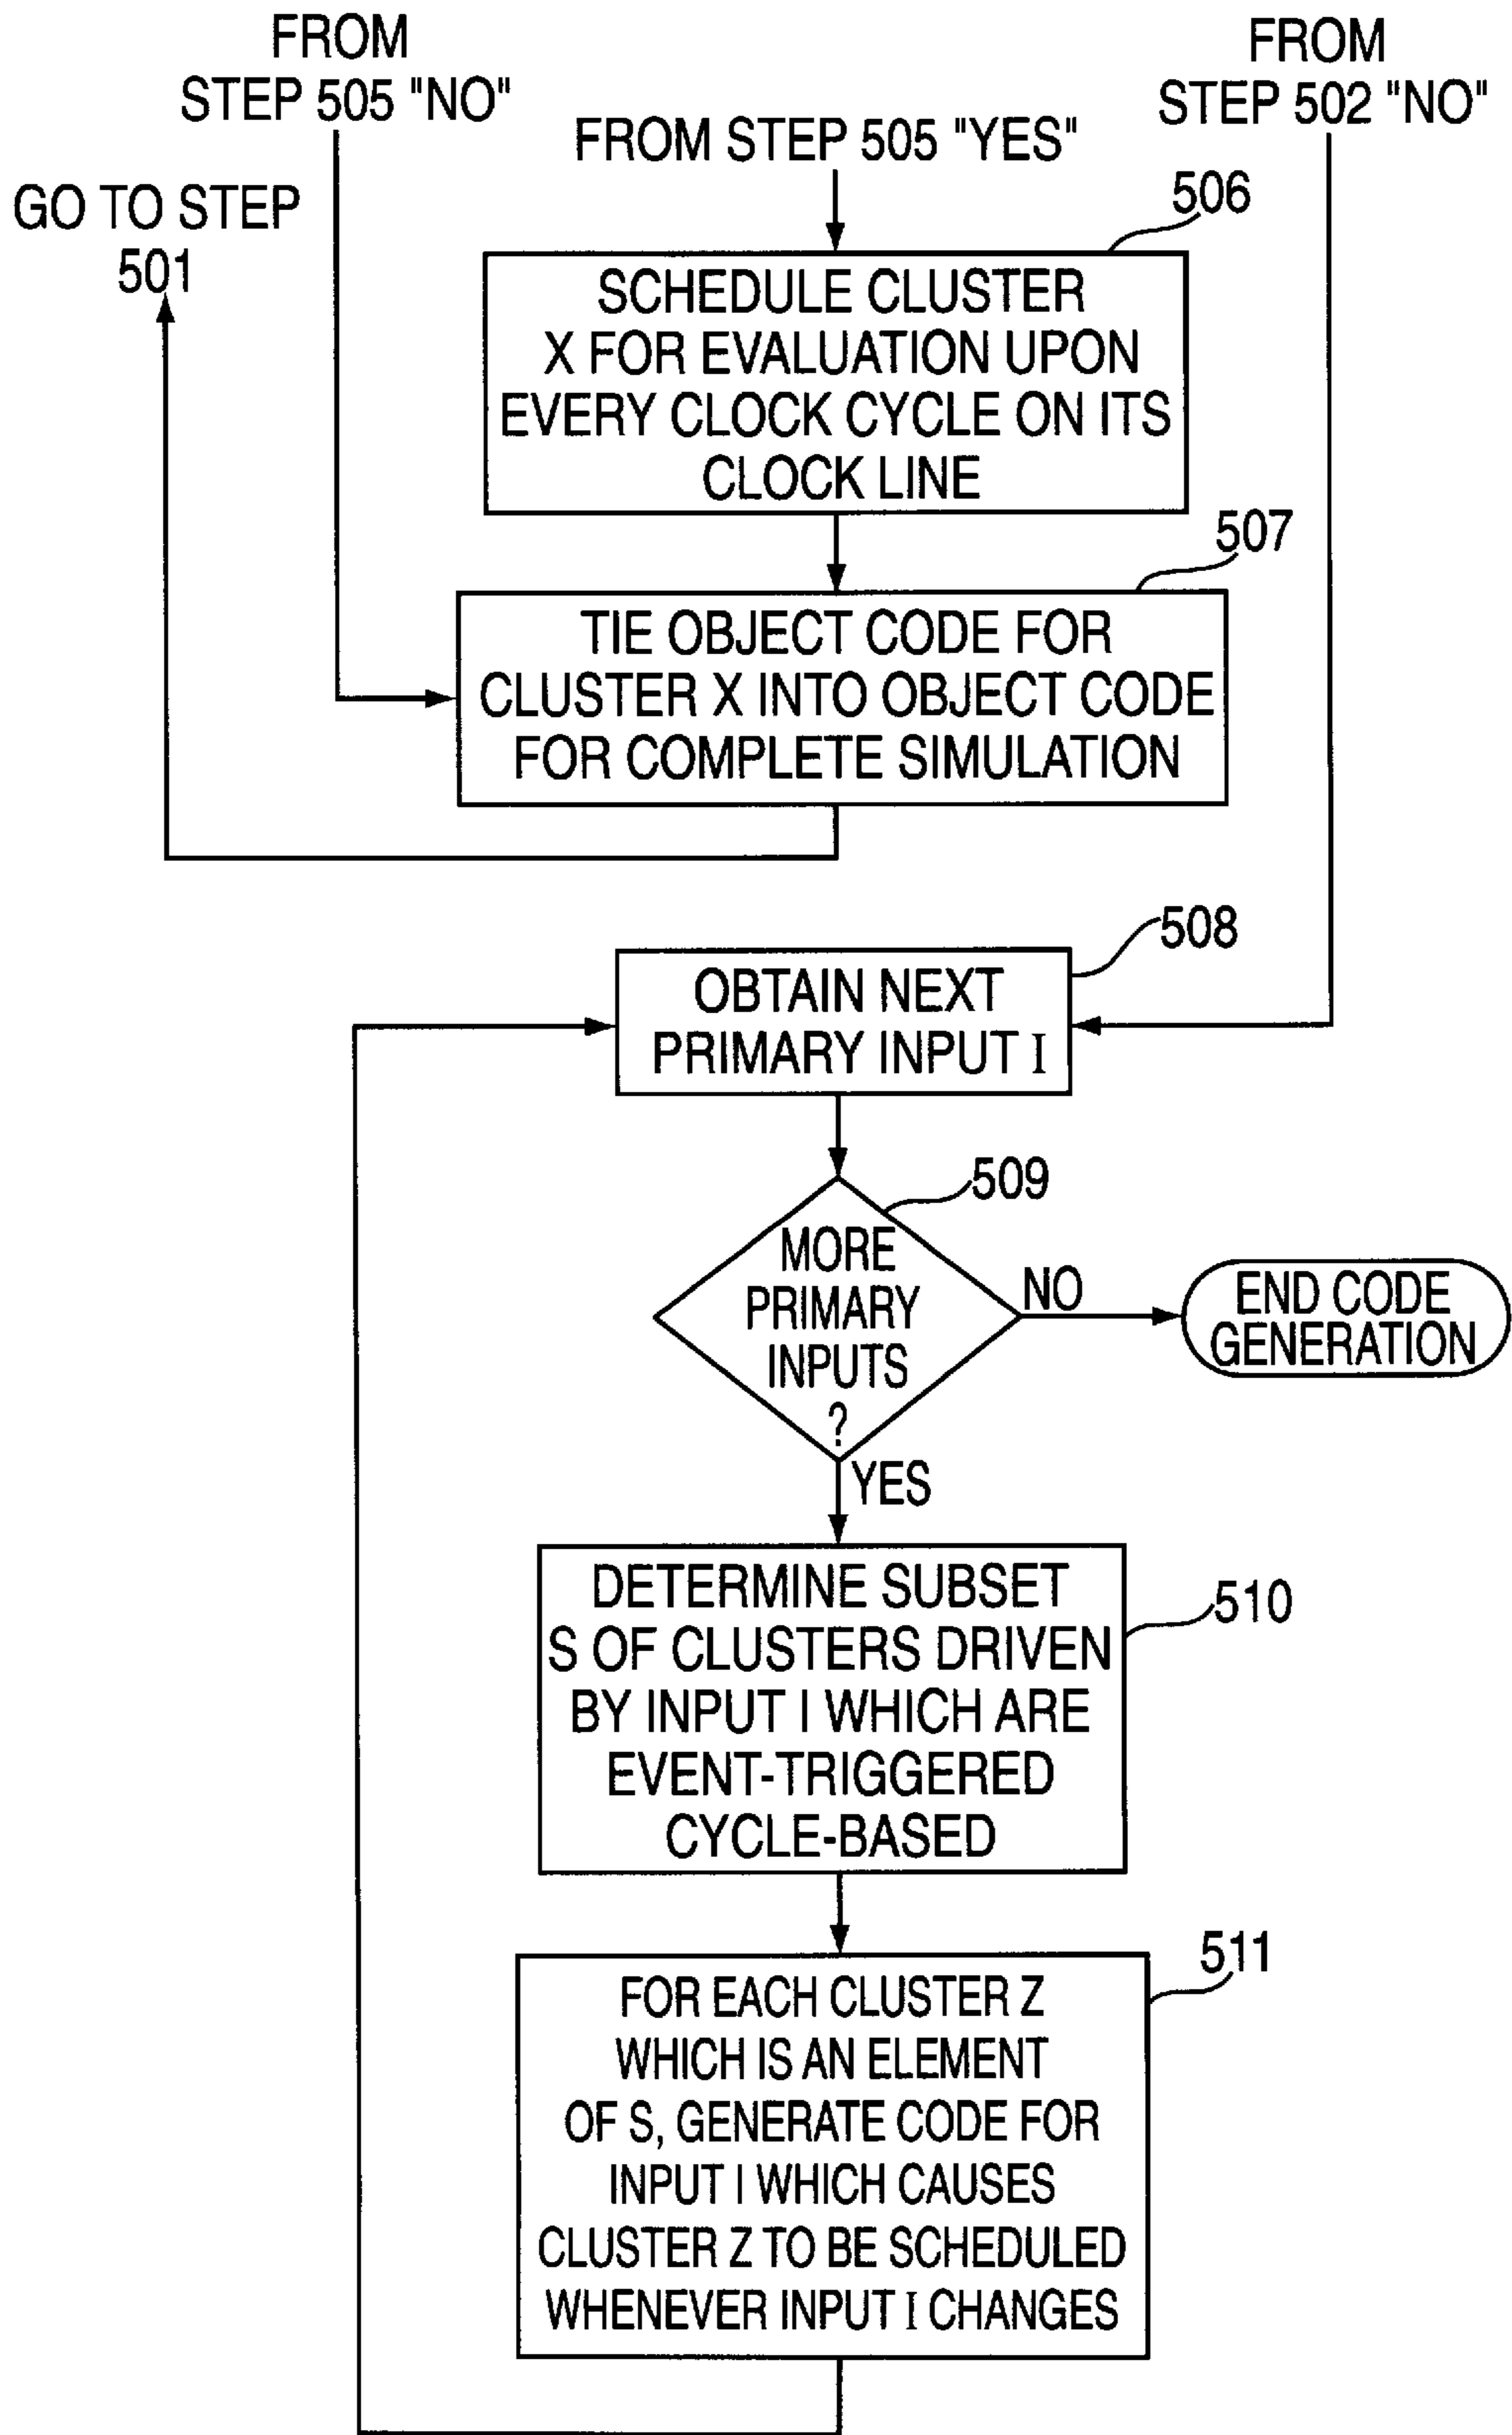 FROM
STEP 505 "NO"
FROM
STEP 502 "NO"
FROM STEP 505 "YES"
GO TO STEP
501
506
SCHEDULE CLUSTER
X FOR EVALUATION UPON
EVERY CLOCK CYCLE ON ITS
CLOCK LINE
507
TIE OBJECT CODE FOR
CLUSTER X INTO OBJECT CODE
FOR COMPLETE SIMULATION
508
OBTAIN NEXT
PRIMARY INPUT I
509
MORE
PRIMARY
INPUTS
?
NO
END CODE
GENERATION
YES
510
DETERMINE SUBSET
S OF CLUSTERS DRIVEN
BY INPUT I WHICH ARE
EVENT-TRIGGERED
CYCLE-BASED
511
FOR EACH CLUSTER Z
WHICH IS AN ELEMENT
OF S, GENERATE CODE FOR
INPUT I WHICH CAUSES
CLUSTER Z TO BE SCHEDULED
WHENEVER INPUT I CHANGES